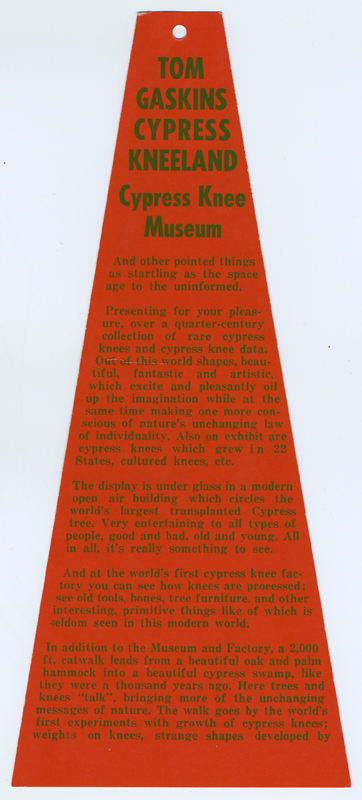 TOM
GASKINS
CYPRESS
KNEELAND
Cypress Knee
Museum
And other pointed things
as startling as the space
age to the uninformed.
Presenting for your pleas-
ure, over a quarter-century
collection of rare cypress
knees and cypress knee data.
Out of this world shapes, beau-
tiful, fantastic and artistic,
which excite and pleasantly oil
up the imagination while at the
same time making one more con-
scious of nature's unchanging law
of individuality. Also on exhibit are
cypress knees which grew in 22
States, cultured knees, etc.
The display is under glass in a modern
open air building which circles the
world's largest transplanted Cypress
tree. Very entertaining to all types of
people, good and bad, old and young. All
in all, it's really something to see.
And at the world's first cypress knee fac-
tory you can see how knees are processed;
see old tools, bones, tree furniture, and other
interesting, primitive things like of which is
seldom seen in this modern world.
In addition to the Museum and Factory, a 2,000
ft. catwalk leads from a beautiful oak and palm
hammock into a beautiful cypress swamp, like
they were a thousand years ago. Here trees and
knees "talk", bringing more of the unchanging
messages of nature. The walk goes by the world's
first experiments with growth of cypress knees;
weights on knees, strange shapes developed by